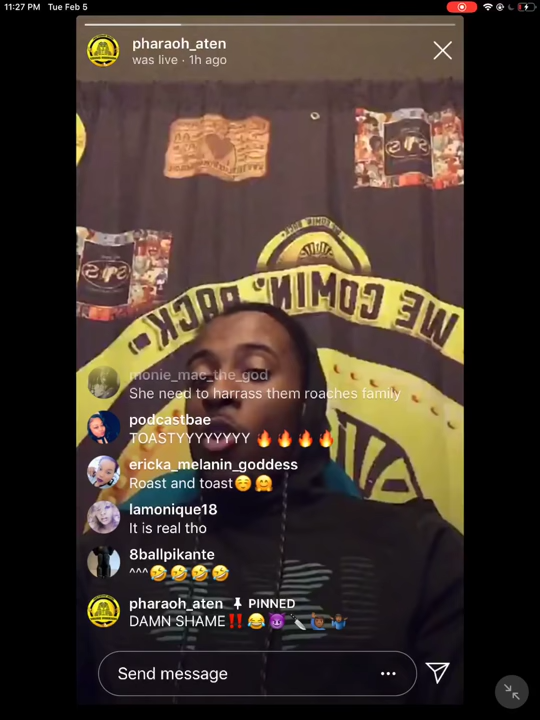 11:27 PM Tue Feb 5
pharaoh_aten
was live · 1h ago
WE COMIN' BACK
monie_mac_the_god
She need to harrass them roaches family
podcastbae
TOASTYYYYYYYY 🔥🔥🔥🔥
ericka_melanin_goddess
Roast and toast☺️🤗
lamonique18
It is real tho
8ballpikante
^^^🤣🤣🤣🤣
pharaoh_aten PINNED
DAMN SHAME‼️😂😈🔪🙋🏾‍♂️🤷🏾‍♂️
Send message